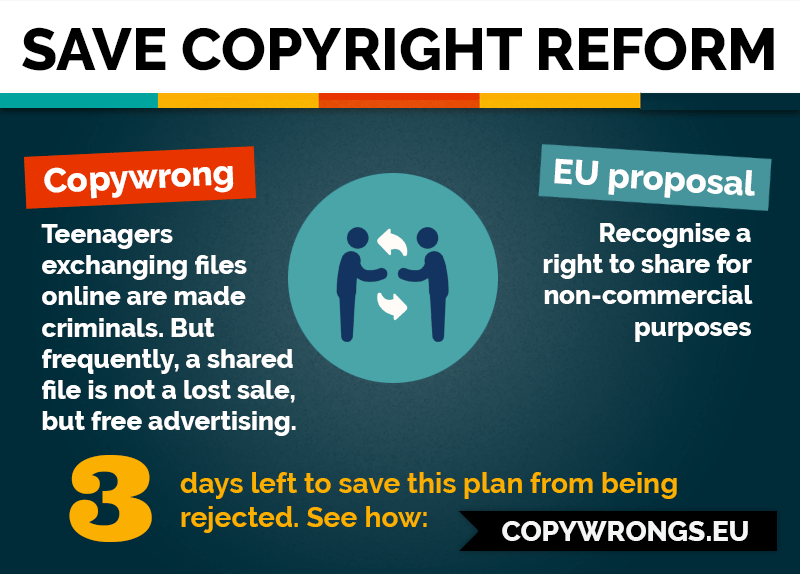 SAVE COPYRIGHT REFORM
Copywrong
Teenagers
exchanging files
online are made
criminals. But
frequently, a shared
file is not a lost sale,
but free advertising.
EU proposal
Recognise a
right to share for
non-commercial
purposes
3
days left to save this plan from being
rejected. See how:
COPYWRONGS.EU